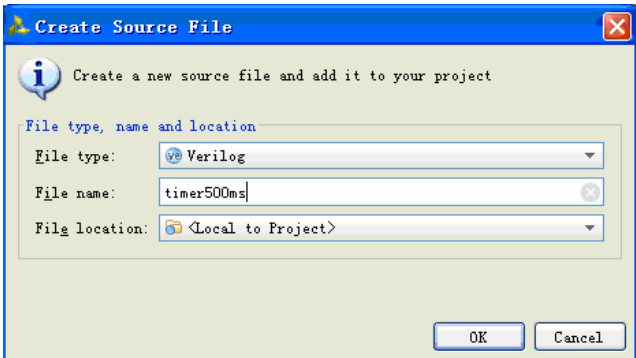 Create Source File
Create a new source file and add it to your project
File type, name and location
File type: Verilog
File name: timer500ms
File location: <Local to Project>
OK Cancel